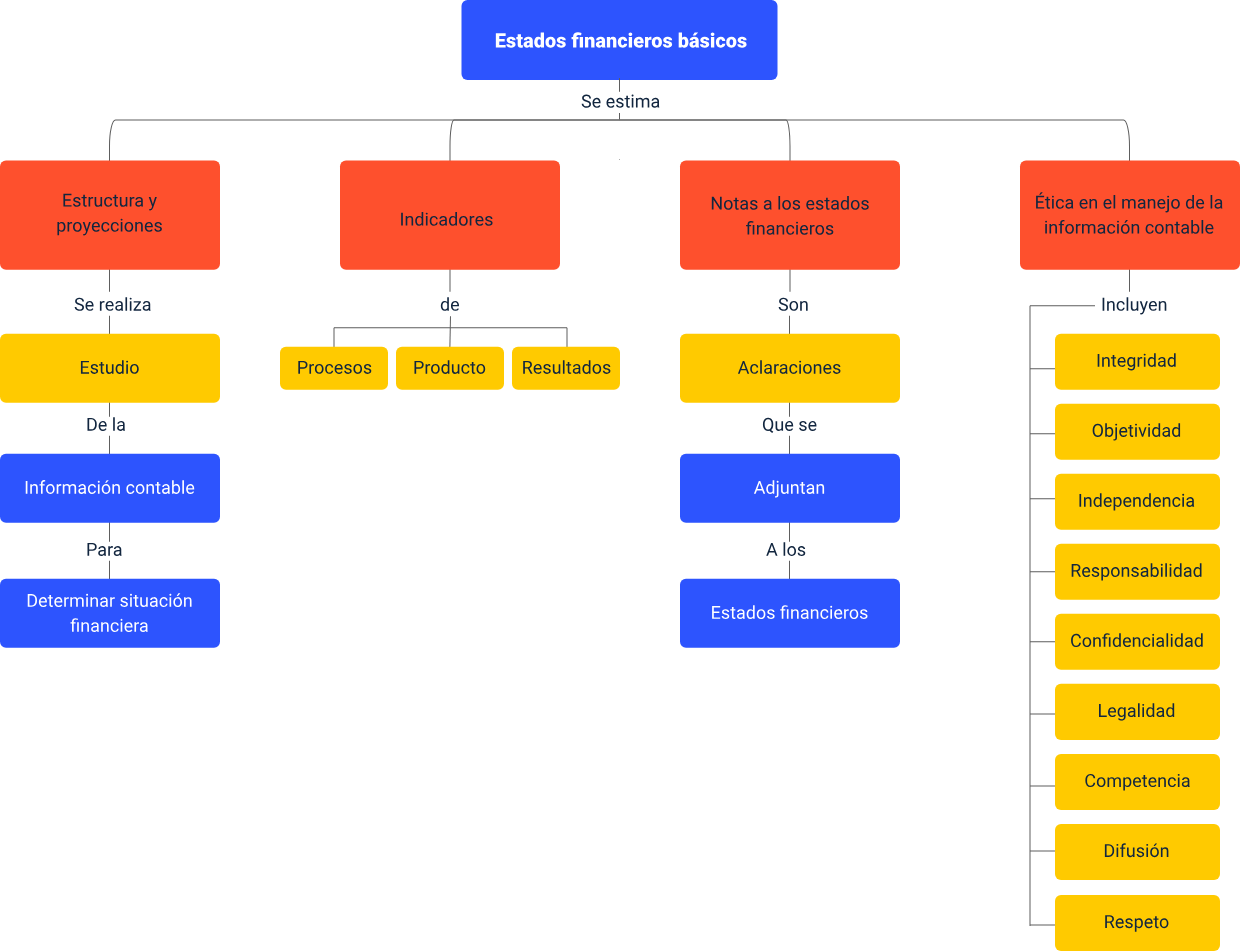 Estados financieros básicos
Se estima
Estructura y
proyecciones
Se realiza
Estudio
De la
Información contable
Para
Determinar situación
financiera
Indicadores
de
Procesos
Producto
Resultados
Notas a los estados
financieros
Son
Aclaraciones
Que se
Adjuntan
A los
Estados financieros
Ética en el manejo de la
información contable
Incluyen
Integridad
Objetividad
Independencia
Responsabilidad
Confidencialidad
Legalidad
Competencia
Difusión
Respeto